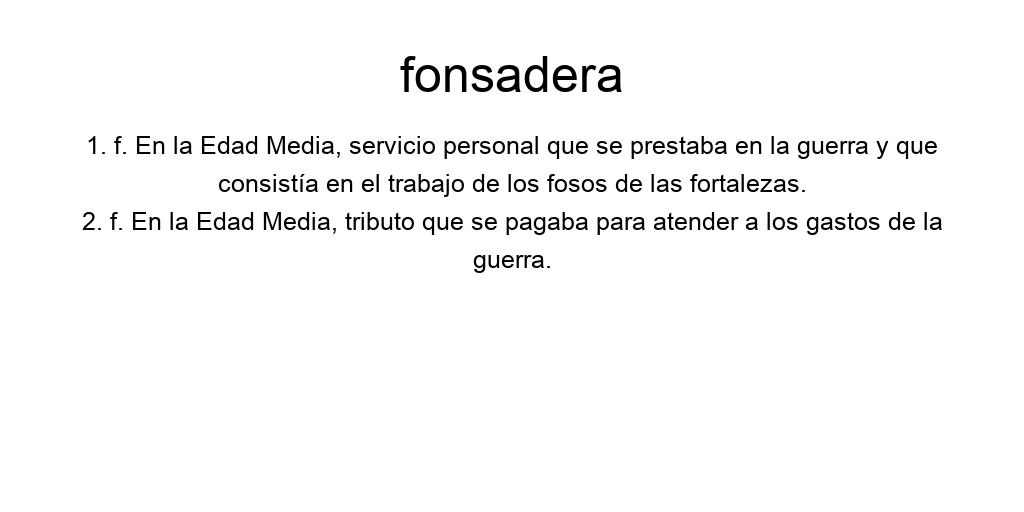 fonsadera
1. f. En la Edad Media, servicio personal que se prestaba en la guerra y que
consistía en el trabajo de los fosos de las fortalezas.
2. f. En la Edad Media, tributo que se pagaba para atender a los gastos de la
guerra.